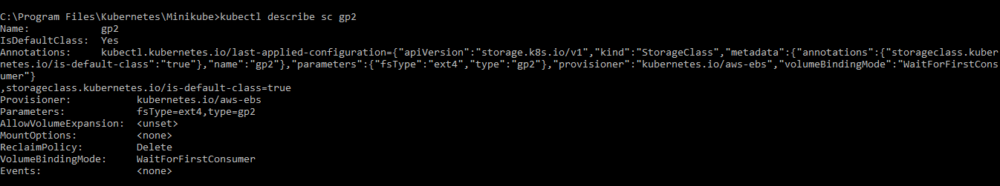 C:\Program Files\Kubernetes\Minikube>kubectl describe sc gp2
Name:            gp2
IsDefaultClass:  Yes
Annotations:     kubectl.kubernetes.io/last-applied-configuration={"apiVersion":"storage.k8s.io/v1","kind":"StorageClass","metadata":{"annotations":{"storageclass.kuber
netes.io/is-default-class":"true"},"name":"gp2"},"parameters":{"fsType":"ext4","type":"gp2"},"provisioner":"kubernetes.io/aws-ebs","volumeBindingMode":"WaitForFirstCons
umer"}
,storageclass.kubernetes.io/is-default-class=true
Provisioner:           kubernetes.io/aws-ebs
Parameters:            fsType=ext4,type=gp2
AllowVolumeExpansion:  <unset>
MountOptions:          <none>
ReclaimPolicy:         Delete
VolumeBindingMode:     WaitForFirstConsumer
Events:                <none>